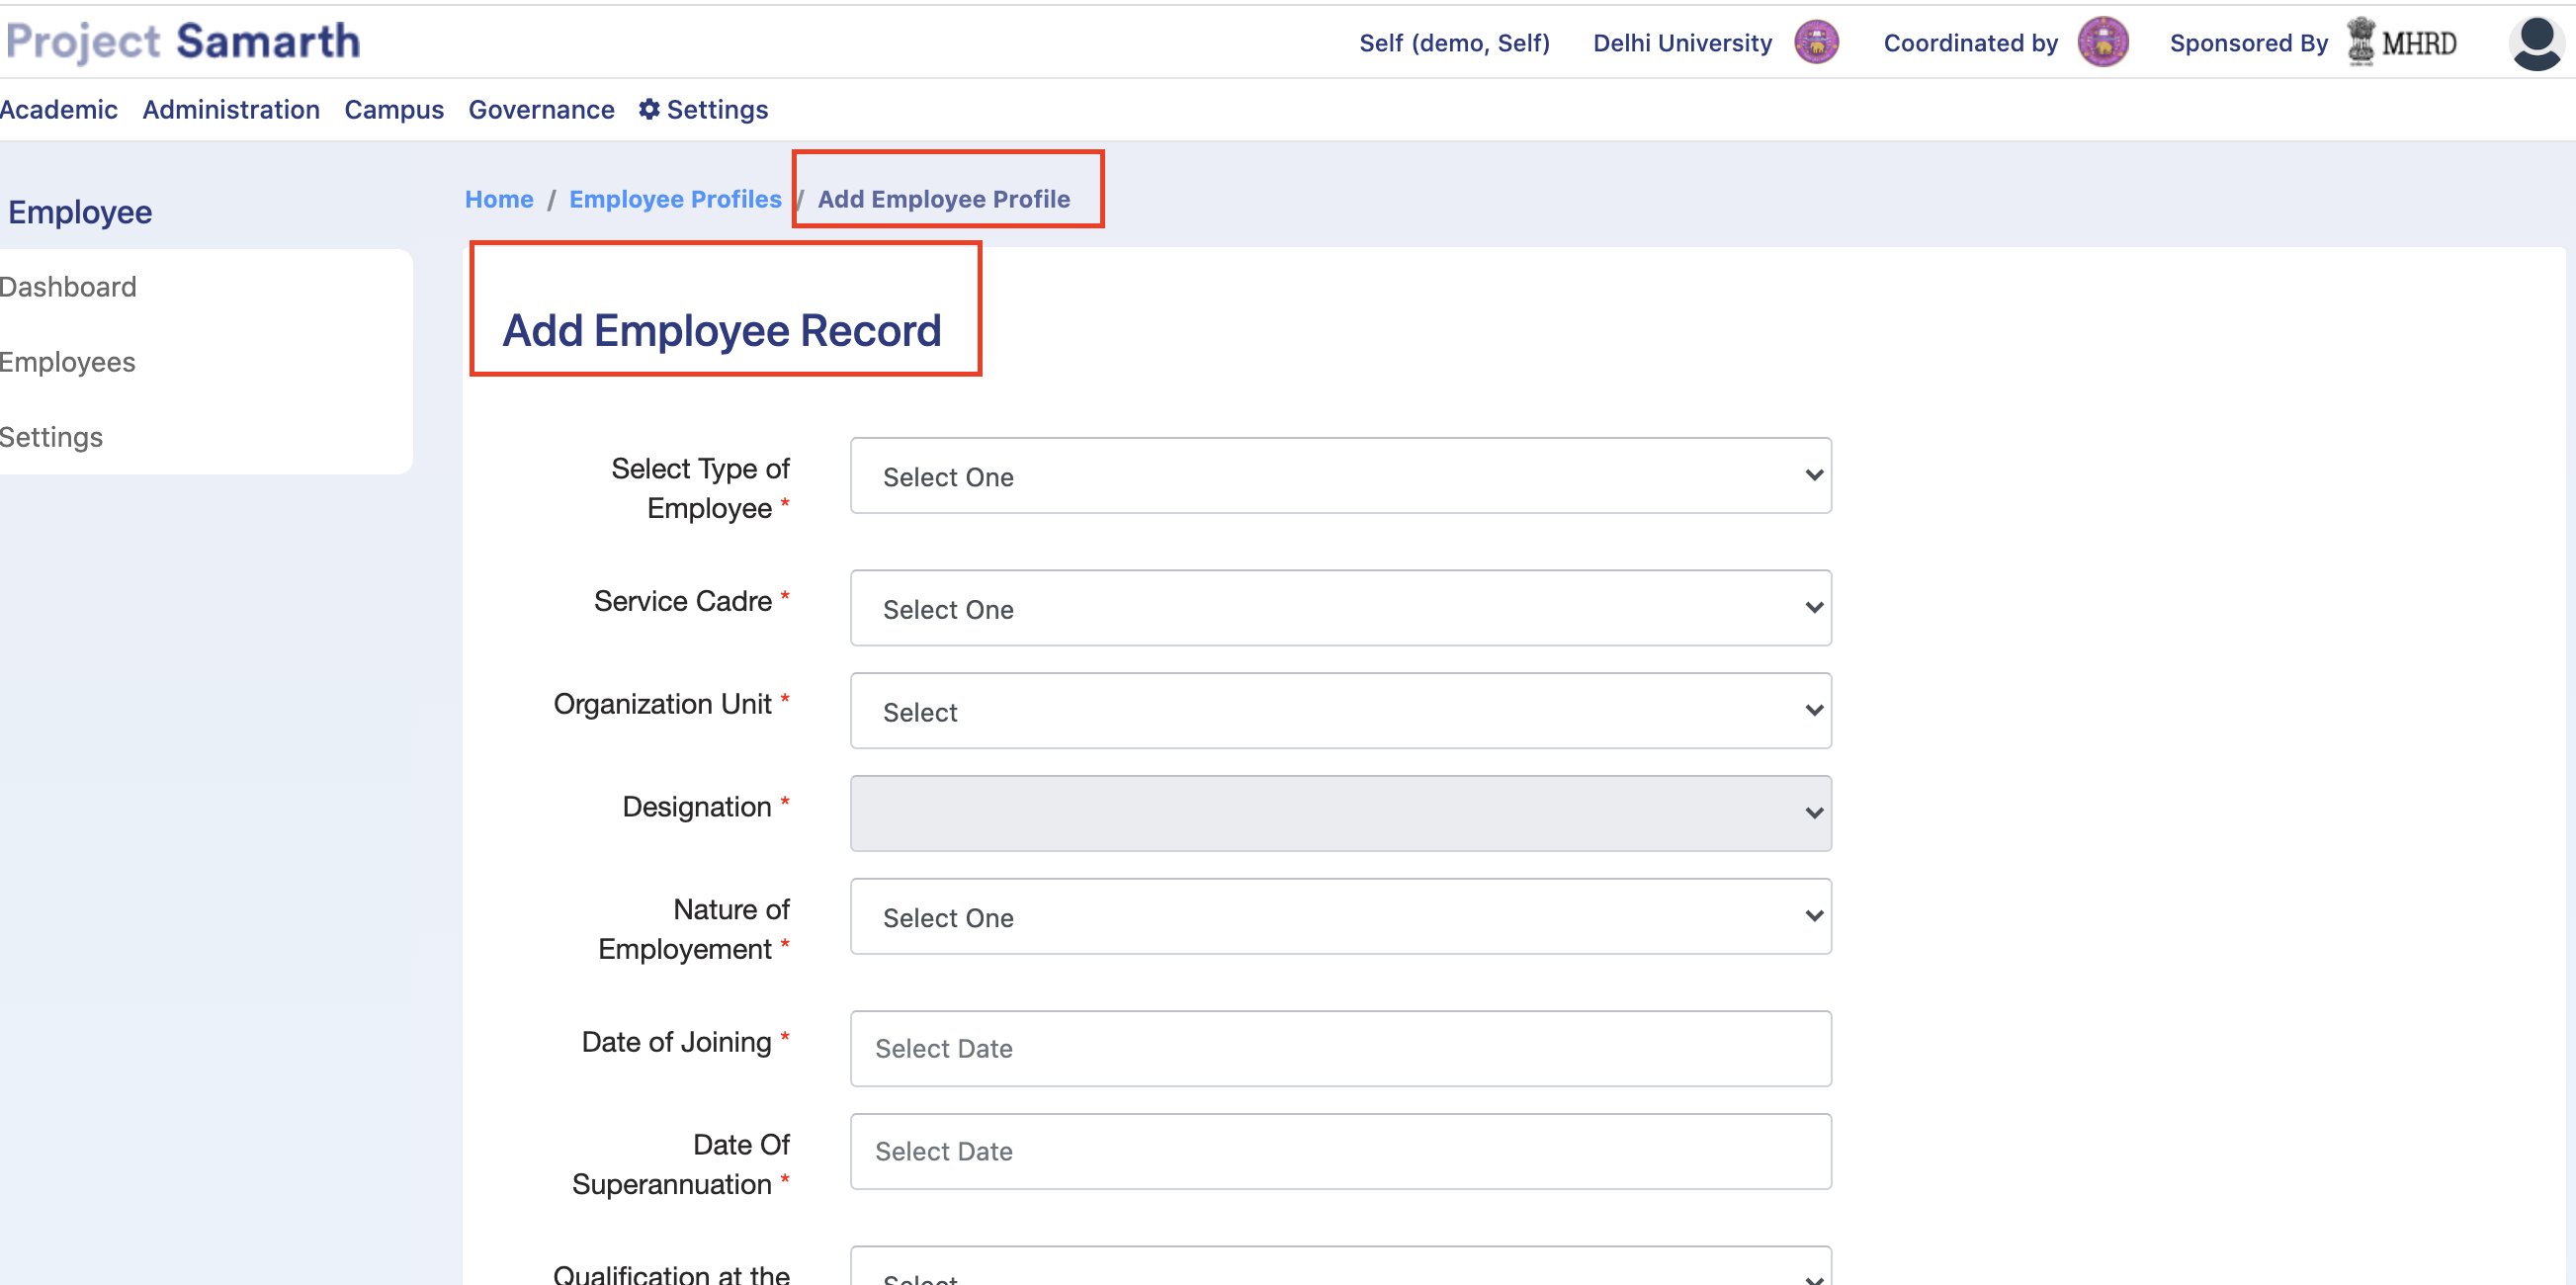 Project Samarth
Self (demo, Self) Delhi University Coordinated by Sponsored By MHRD
Academic Administration Campus Governance Settings
Home / Employee Profiles / Add Employee Profile
Employee
Dashboard
Employees
Settings
Add Employee Record
Select Type of
Employee *
Select One
Service Cadre *
Select One
Organization Unit *
Select
Designation *
Nature of
Employement *
Select One
Date of Joining *
Select Date
Date Of
Superannuation *
Select Date
Qualification at the
Select